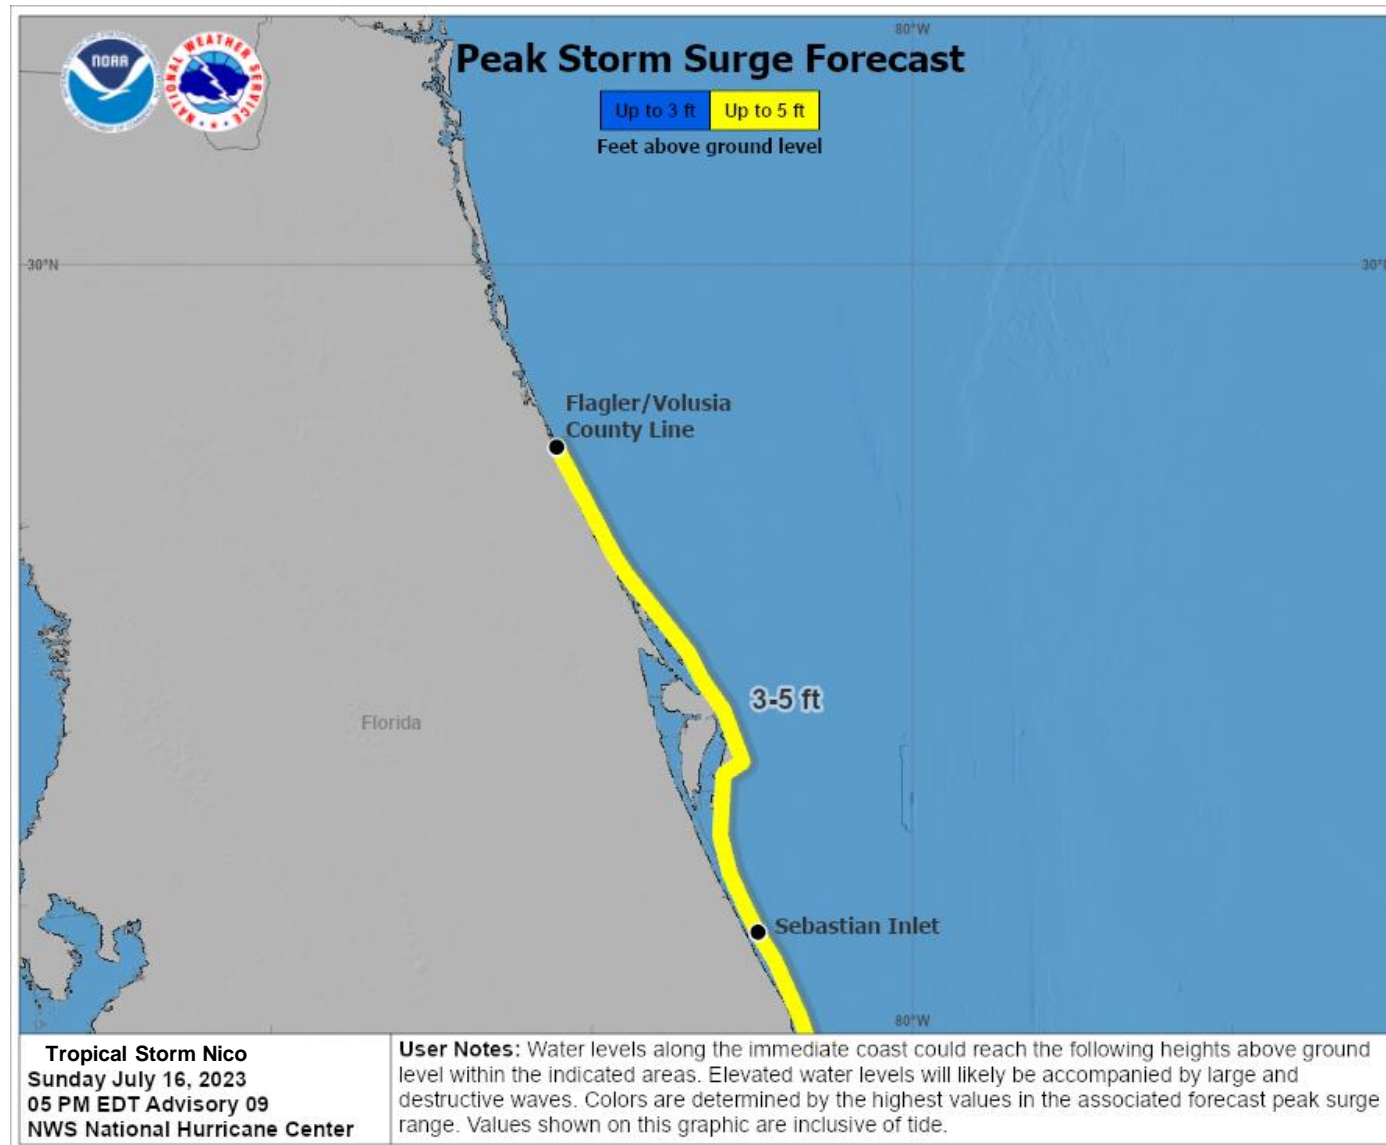 NOAA
NATIONAL WEATHER SERVICE
80°W
Peak Storm Surge Forecast
Up to 3 ft Up to 5 ft
Feet above ground level
30°N
Flagler/Volusia
County Line
3-5 ft
Florida
Sebastian Inlet
80°W
Tropical Storm Nico
Sunday July 16, 2023
05 PM EDT Advisory 09
NWS National Hurricane Center
User Notes: Water levels along the immediate coast could reach the following heights above ground
level within the indicated areas. Elevated water levels will likely be accompanied by large and
destructive waves. Colors are determined by the highest values in the associated forecast peak surge
range. Values shown on this graphic are inclusive of tide.